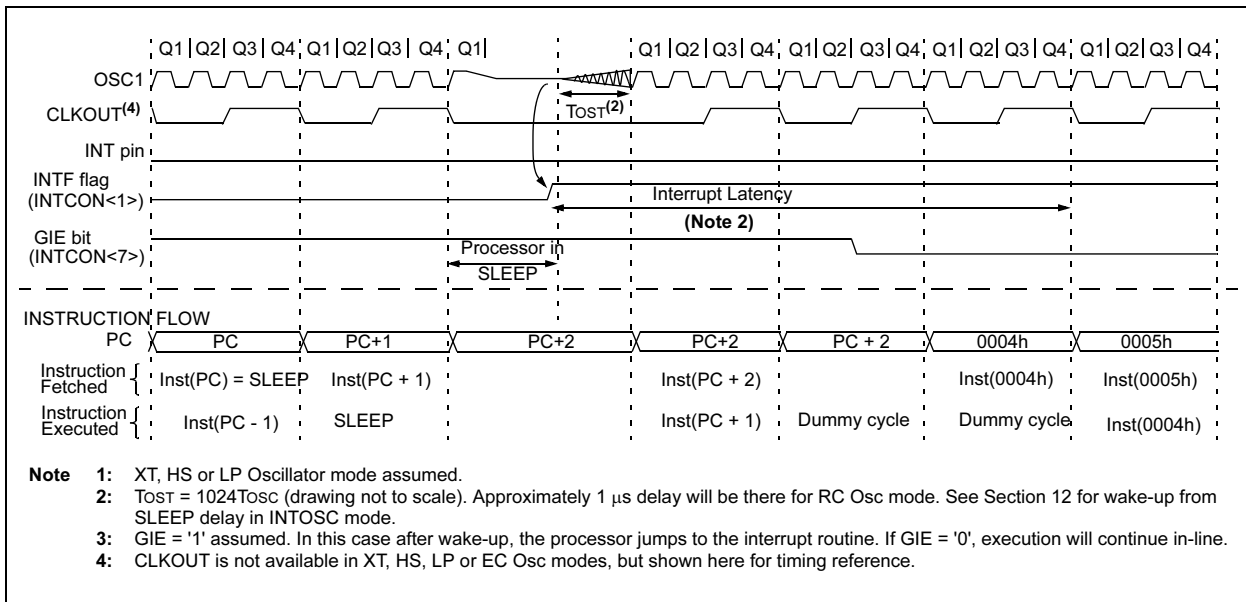 Q1 Q2 Q3 Q4 Q1 Q2 Q3 Q4 Q1 Q1 Q2 Q3 Q4 Q1 Q2 Q3 Q4 Q1 Q2 Q3 Q4 Q1 Q2 Q3 Q4
OSC1
TOST(2)
CLKOUT(4)
INT pin
INTF flag
(INTCON<1>)
Interrupt Latency
(Note 2)
GIE bit
(INTCON<7>)
Processor in
SLEEP
INSTRUCTION FLOW
PC PC PC+1 PC+2 PC+2 PC + 2 0004h 0005h
Instruction
Fetched
Inst(PC) = SLEEP Inst(PC + 1) Inst(PC + 2) Inst(0004h) Inst(0005h)
Instruction
Executed
Inst(PC - 1) SLEEP Inst(PC + 1) Dummy cycle Dummy cycle Inst(0004h)
Note 1: XT, HS or LP Oscillator mode assumed.
2: TOST = 1024TOSC (drawing not to scale). Approximately 1 µs delay will be there for RC Osc mode. See Section 12 for wake-up from
SLEEP delay in INTOSC mode.
3: GIE = '1' assumed. In this case after wake-up, the processor jumps to the interrupt routine. If GIE = '0', execution will continue in-line.
4: CLKOUT is not available in XT, HS, LP or EC Osc modes, but shown here for timing reference.